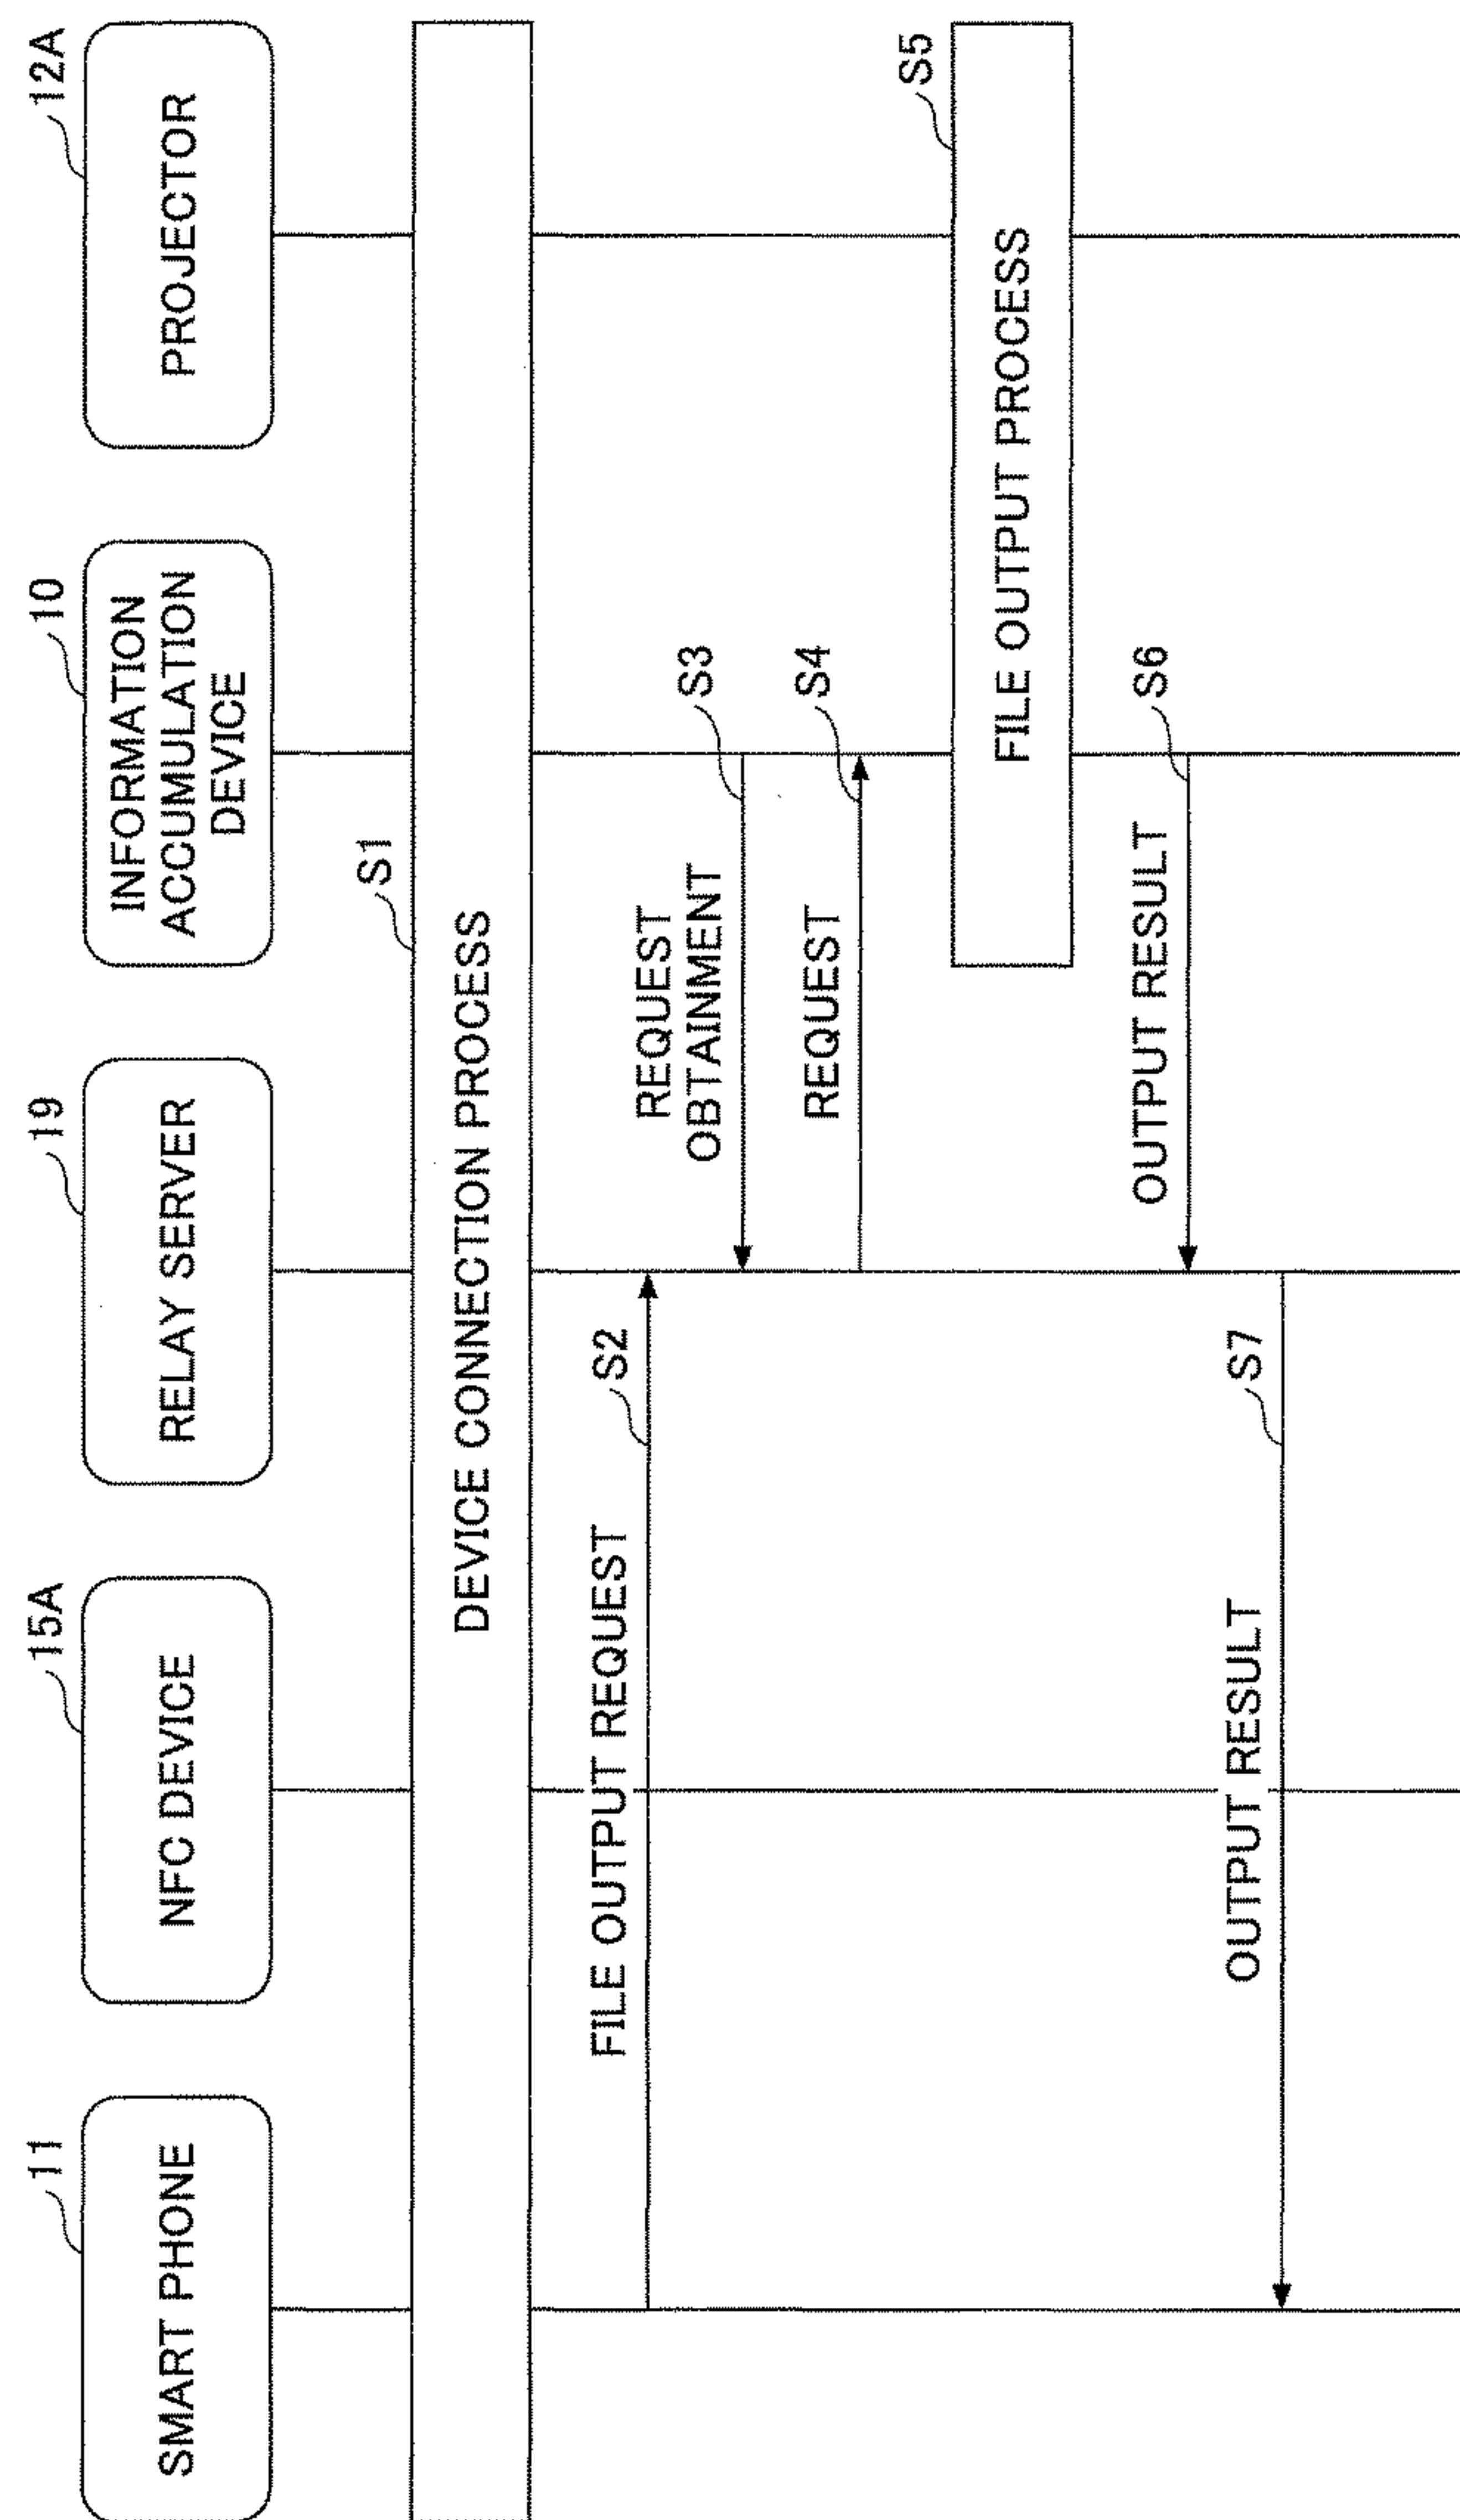 11
15A
19
10
12A
SMART PHONE
NFC DEVICE
RELAY SERVER
INFORMATION
ACCUMULATION
DEVICE
PROJECTOR
S1
DEVICE CONNECTION PROCESS
S2
FILE OUTPUT REQUEST
S3
REQUEST
OBTAINMENT
S4
REQUEST
S5
FILE OUTPUT PROCESS
S6
OUTPUT RESULT
S7
OUTPUT RESULT